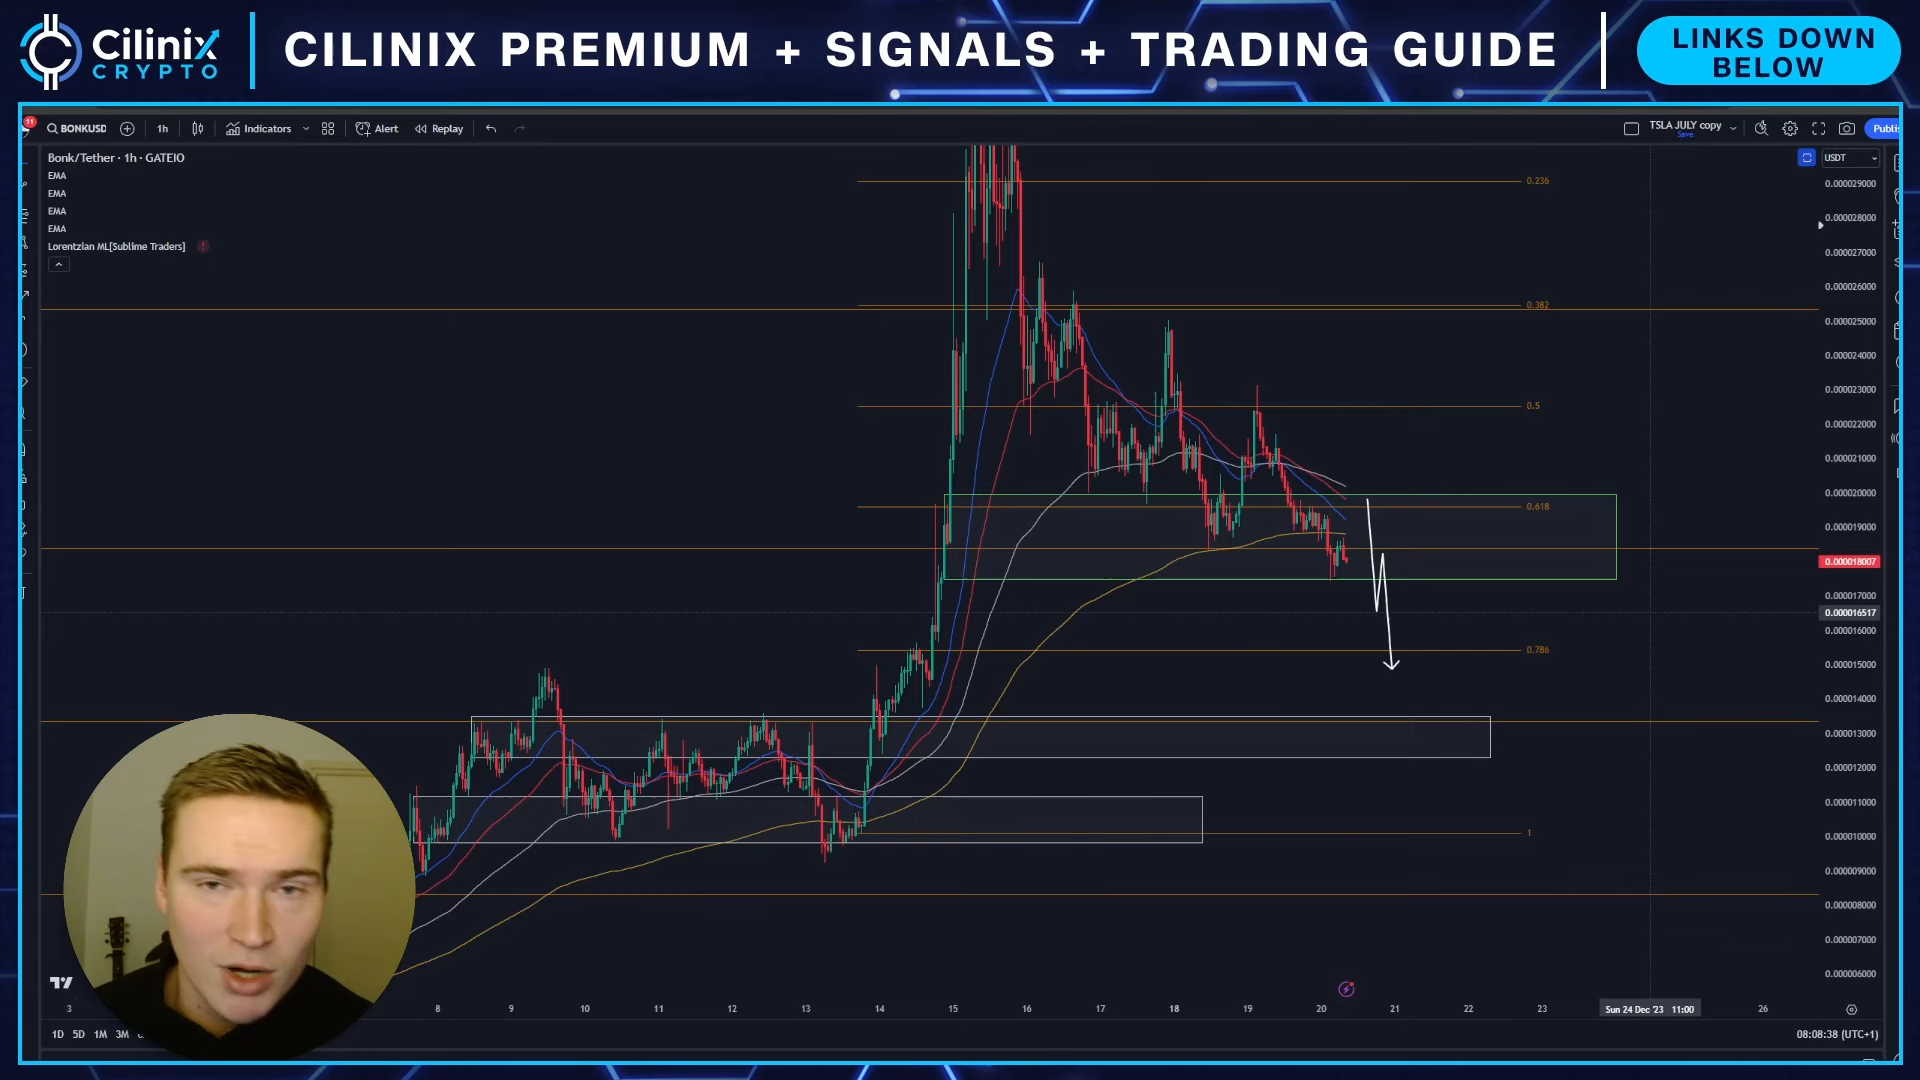 Cilinix
CRYPTO
CILINIX PREMIUM + SIGNALS + TRADING GUIDE
LINKS DOWN
BELOW
11
BONKUSD
1h
Indicators
Alert
Replay
TSLA JULY copy
Save
Publis
Bonk/Tether · 1h · GATEIO
EMA
EMA
EMA
EMA
Lorentzian ML[Sublime Traders]
USDT
0.000029000
0.000028000
0.000027000
0.000026000
0.000025000
0.000024000
0.000023000
0.000022000
0.000021000
0.000020000
0.000019000
0.000018007
0.000017000
0.000016517
0.000016000
0.000015000
0.000014000
0.000013000
0.000012000
0.000011000
0.000010000
0.000009000
0.000008000
0.000007000
0.000006000
0.236
0.382
0.5
0.618
0.786
1
3
8
9
10
11
12
13
14
15
16
17
18
19
20
21
22
23
Sun 24 Dec '23 11:00
26
1D 5D 1M 3M
08:08:38 (UTC+1)